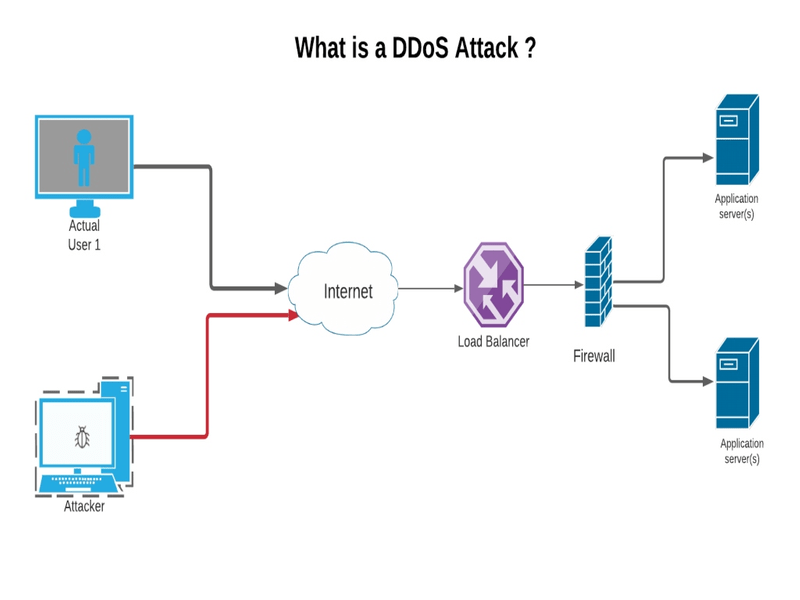 What is a DDoS Attack ?
Actual
User 1
Internet
Load Balancer
Firewall
Application
server(s)
Application
server(s)
Attacker